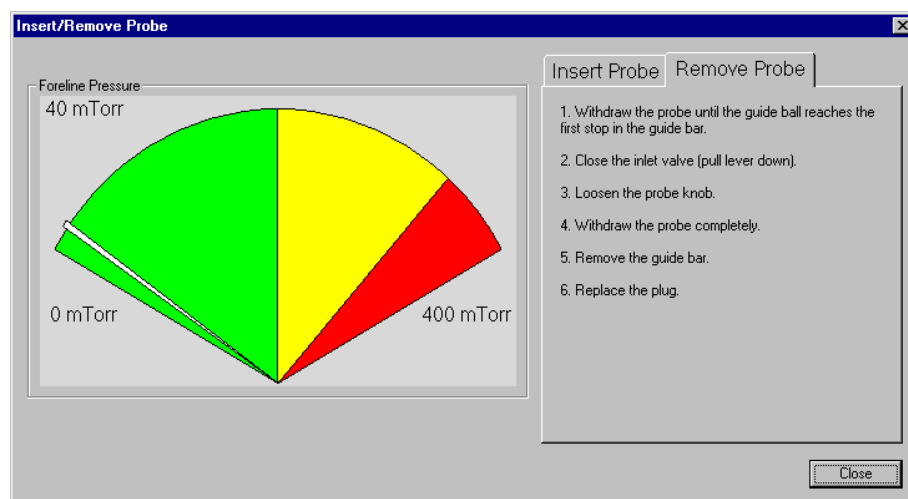 Insert/Remove Probe
Foreline Pressure
40 mTorr
0 mTorr
400 mTorr
Insert Probe
Remove Probe
1. Withdraw the probe until the guide ball reaches the
first stop in the guide bar.
2. Close the inlet valve (pull lever down).
3. Loosen the probe knob.
4. Withdraw the probe completely.
5. Remove the guide bar.
6. Replace the plug.
Close